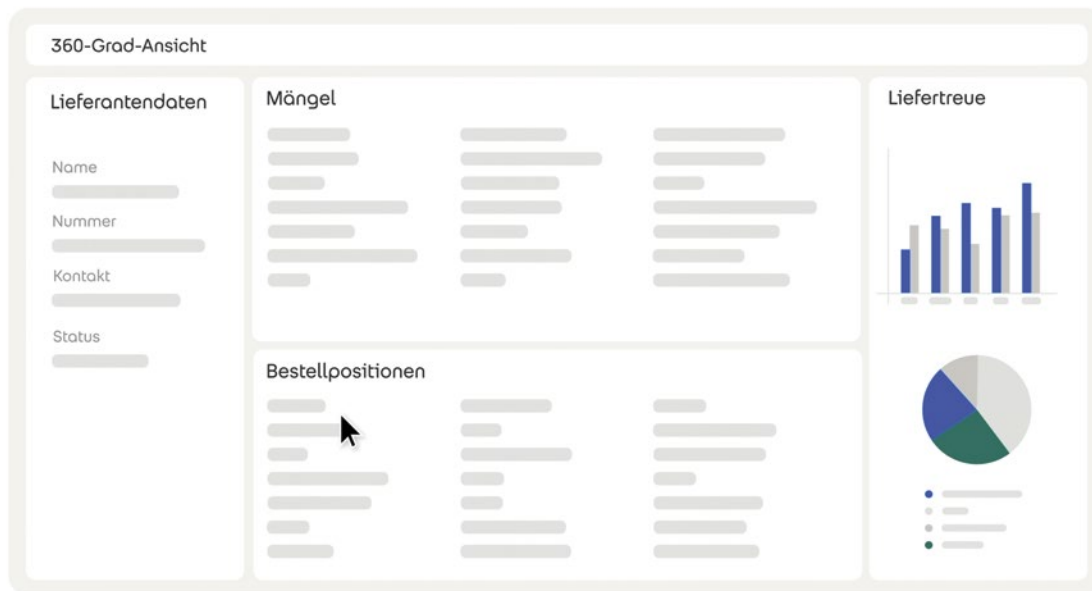 360-Grad-Ansicht
Lieferantendaten
Name
Nummer
Kontakt
Status
Mängel
Bestellpositionen
Liefertreue